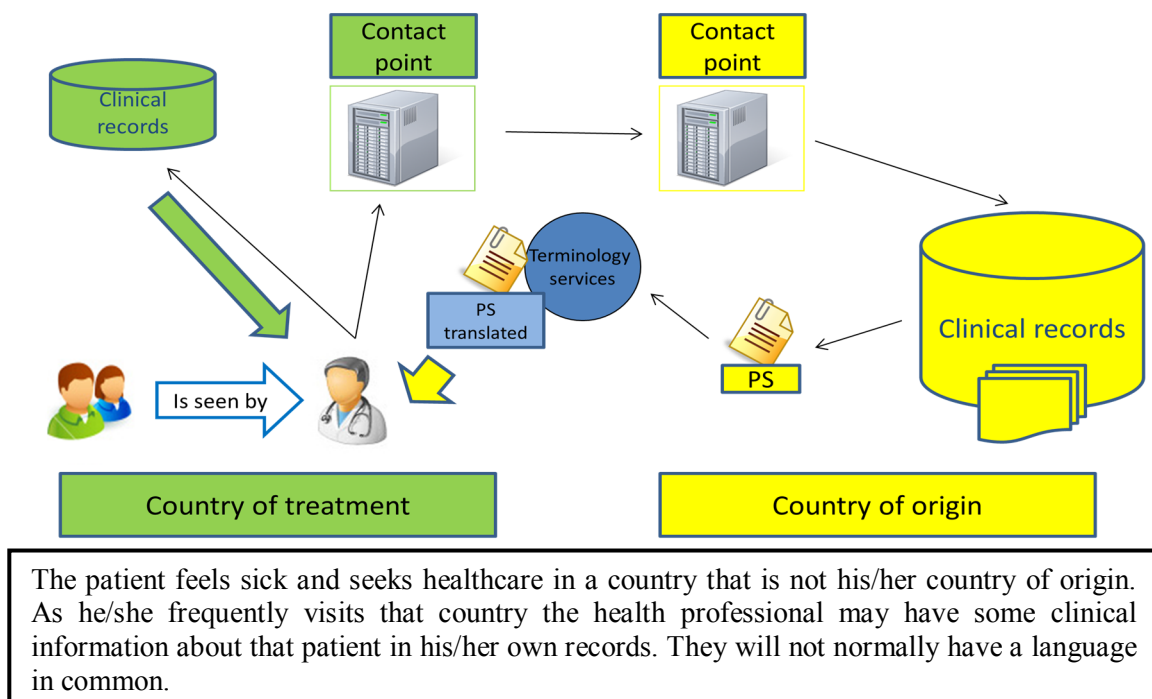 Contact
point
Contact
point
Clinical
records
Terminology
services
PS
translated
PS
Clinical records
Is seen by
Country of treatment
Country of origin
The patient feels sick and seeks healthcare in a country that is not his/her country of origin.
As he/she frequently visits that country the health professional may have some clinical
information about that patient in his/her own records. They will not normally have a language
in common.